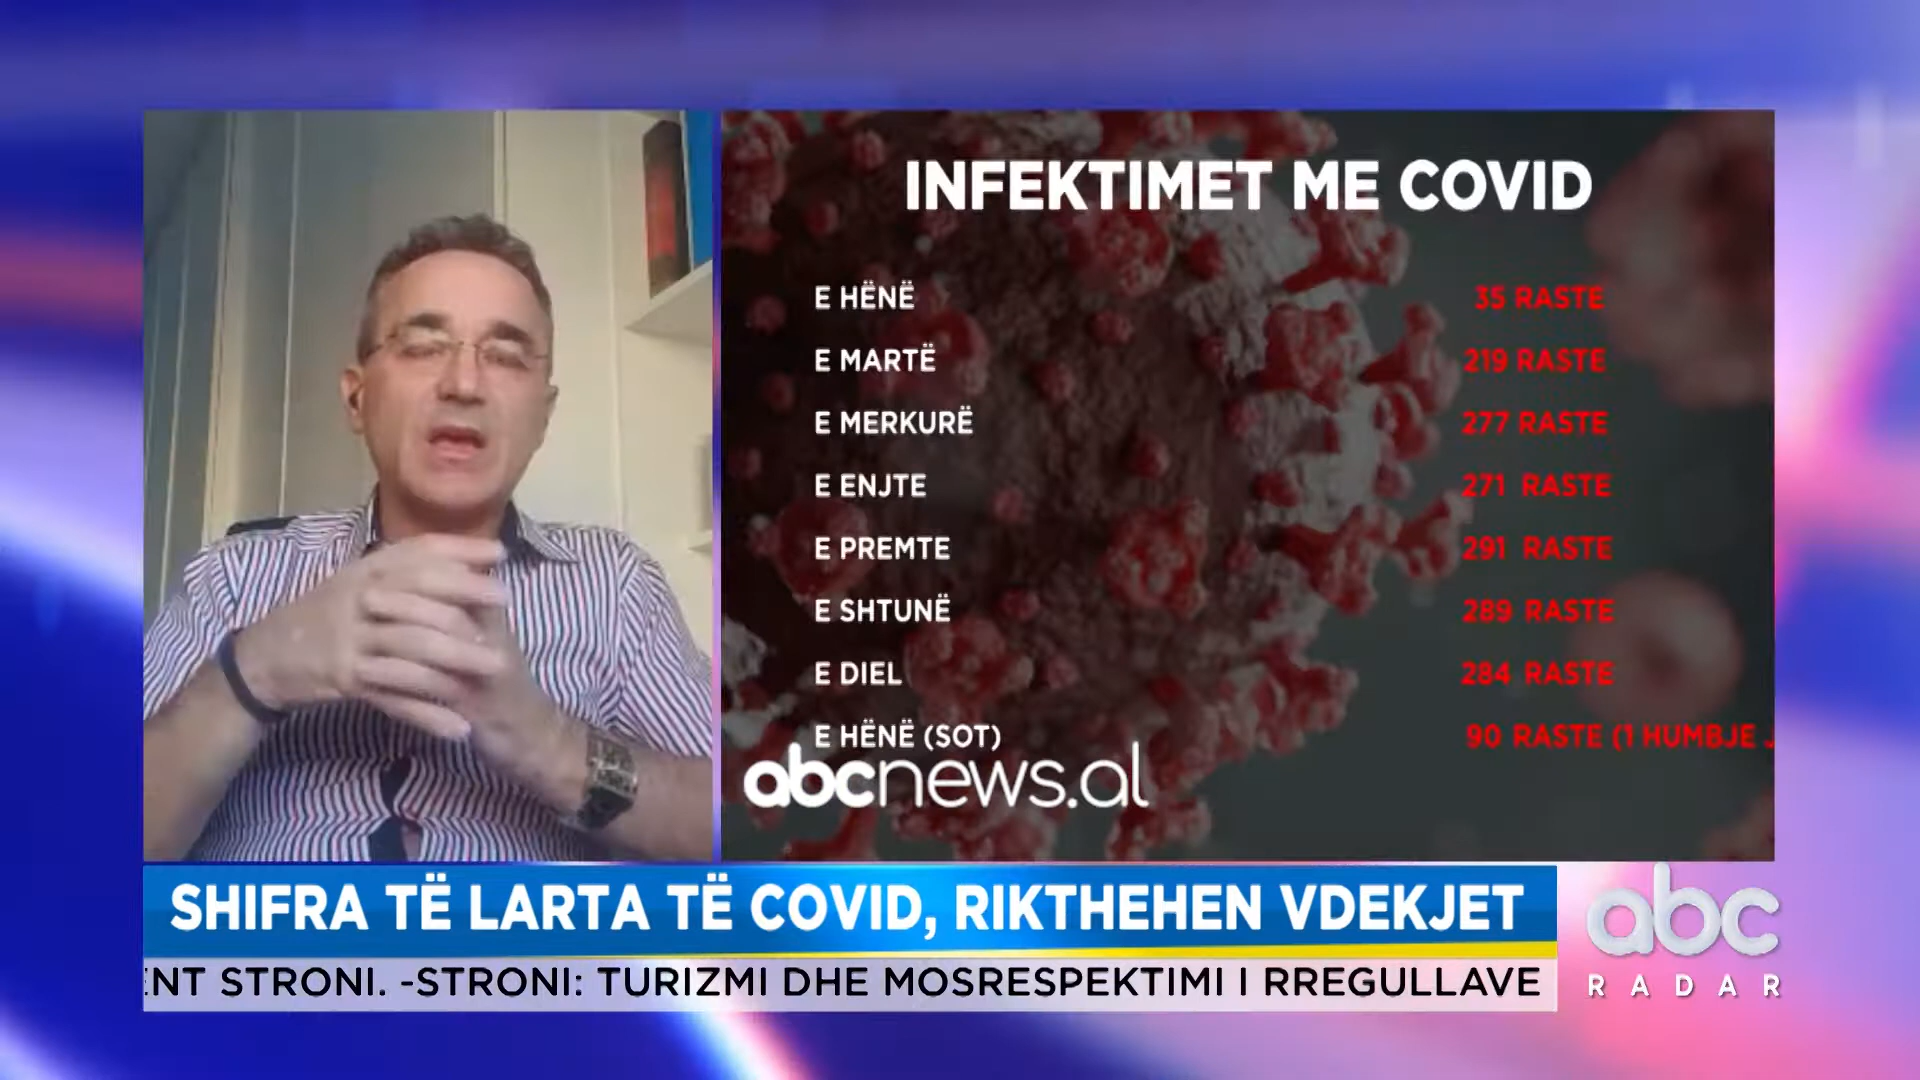 INFEKTIMET ME COVID
E HËNË 35 RASTE
E MARTË 219 RASTE
E MERKURË 277 RASTE
E ENJTE 271 RASTE
E PREMTE 291 RASTE
E SHTUNË 289 RASTE
E DIEL 284 RASTE
E HËNË (SOT) 90 RASTE (1 HUMBJE
abcnews.al
SHIFRA TË LARTA TË COVID, RIKTHEHEN VDEKJET
NT STRONI. -STRONI: TURIZMI DHE MOSRESPEKTIMI I RREGULLAVE
abc
RADAR